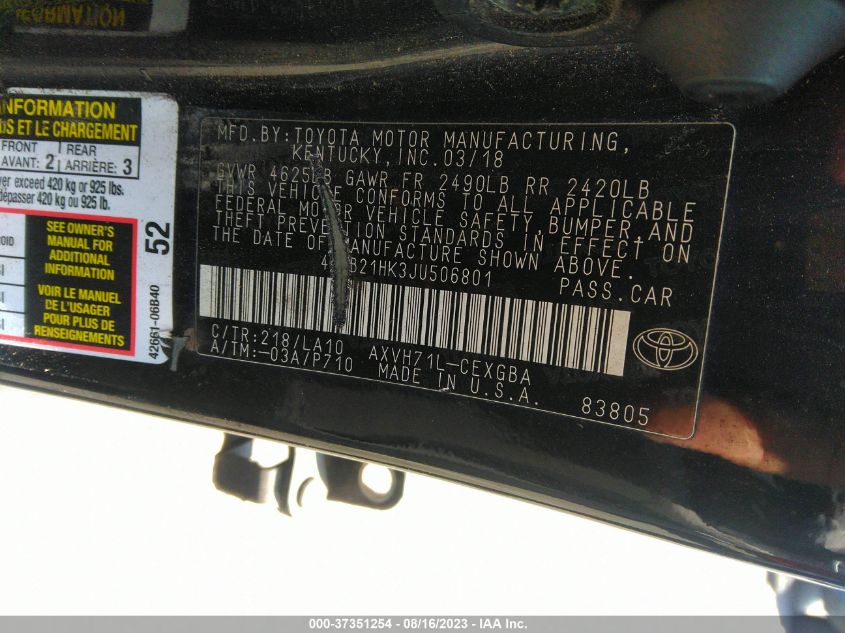 INFORMATION
INFORMATION
ET LE CHARGEMENT
FRONT REAR
AVANT: 2 ARRIÈRE: 3
exceed 420 kg or 925 lbs.
dépasser 420 kg ou 925 lb.
SEE OWNER'S
MANUAL FOR
ADDITIONAL
INFORMATION
VOIR LE MANUEL
DE L'USAGER
POUR PLUS DE
RENSEIGNEMENTS
52
42661-06B40
MFD.BY:TOYOTA MOTOR MANUFACTURING,
KENTUCKY,INC.03/18
GVWR 4625LB GAWR FR 2490LB RR 2420LB
THIS VEHICLE CONFORMS TO ALL APPLICABLE
FEDERAL MOTOR VEHICLE SAFETY,BUMPER,AND
THEFT PREVENTION STANDARDS IN EFFECT ON
THE DATE OF MANUFACTURE SHOWN ABOVE.
B21HK3JU506801 PASS.CAR
C/TR:218/LA10 AXVH71L-CEXGBA
A/TM:-03A/P710 MADE IN U.S.A.
83805
000-37351254 - 08/16/2023 - IAA Inc.